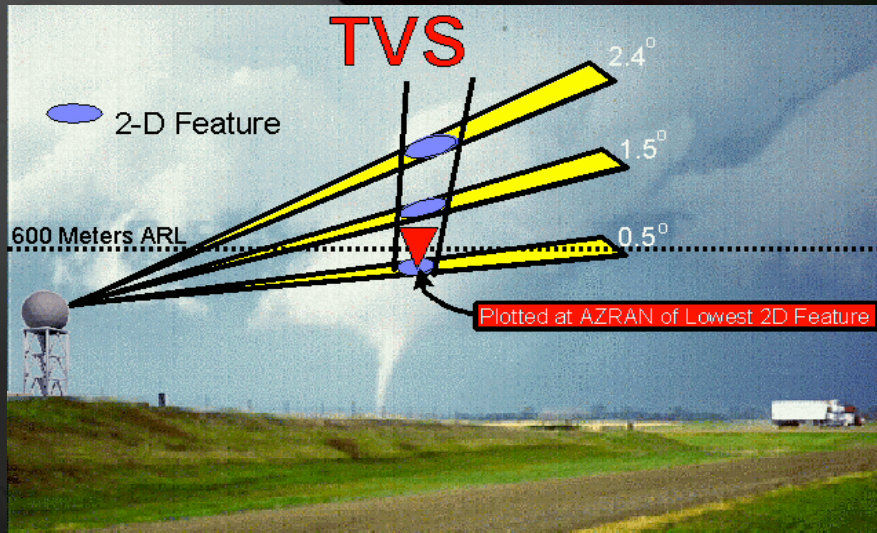 TVS
2.4°
2-D Feature
1.5°
600 Meters ARL
0.5°
Plotted at AZRAN of Lowest 2D Feature